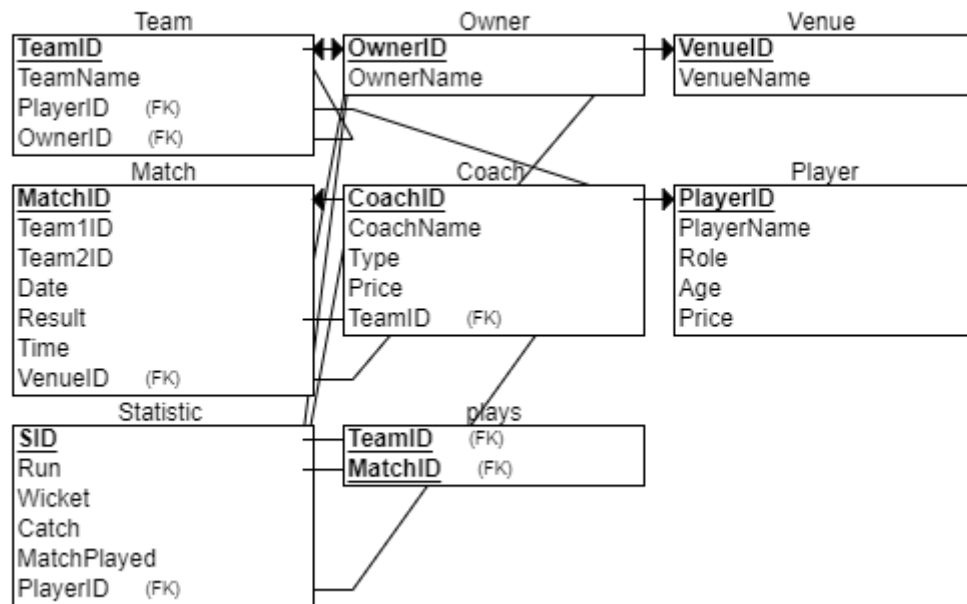 Team
TeamID
TeamName
PlayerID (FK)
OwnerID (FK)
Owner
OwnerID
OwnerName
Venue
VenueID
VenueName
Match
MatchID
Team1ID
Team2ID
Date
Result
Time
VenueID (FK)
Coach
CoachID
CoachName
Type
Price
TeamID (FK)
Player
PlayerID
PlayerName
Role
Age
Price
Statistic
SID
Run
Wicket
Catch
MatchPlayed
PlayerID (FK)
plays
TeamID (FK)
MatchID (FK)